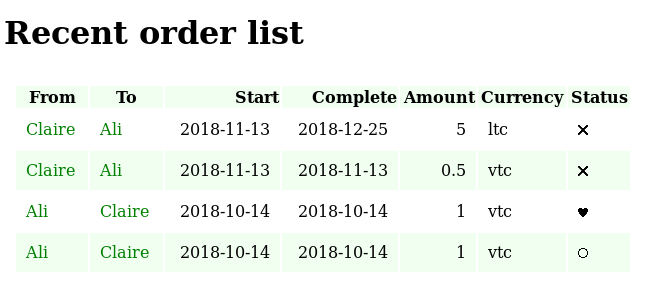 Recent order list
From To Start Complete Amount Currency Status
Claire Ali 2018-11-13 2018-12-25 5 ltc ✕
Claire Ali 2018-11-13 2018-11-13 0.5 vtc ✕
Ali Claire 2018-10-14 2018-10-14 1 vtc ♥
Ali Claire 2018-10-14 2018-10-14 1 vtc ○